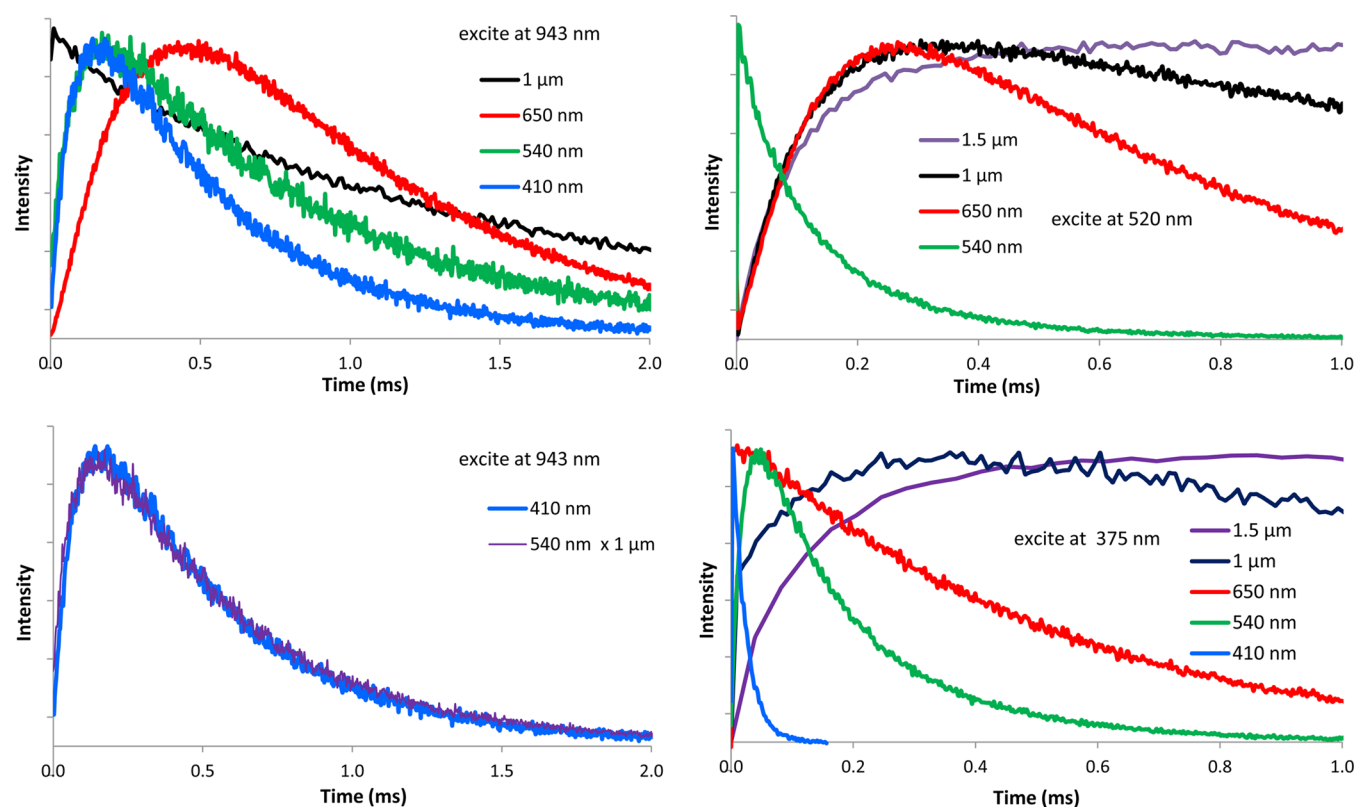 excite at 943 nm
1 µm
650 nm
540 nm
410 nm
Intensity
0.0 0.5 1.0 1.5 2.0
Time (ms)
1.5 µm
1 µm
650 nm
540 nm
excite at 520 nm
Intensity
0.0 0.2 0.4 0.6 0.8 1.0
Time (ms)
excite at 943 nm
410 nm
540 nm x 1 µm
Intensity
0.0 0.5 1.0 1.5 2.0
Time (ms)
excite at 375 nm
1.5 µm
1 µm
650 nm
540 nm
410 nm
Intensity
0.0 0.2 0.4 0.6 0.8 1.0
Time (ms)